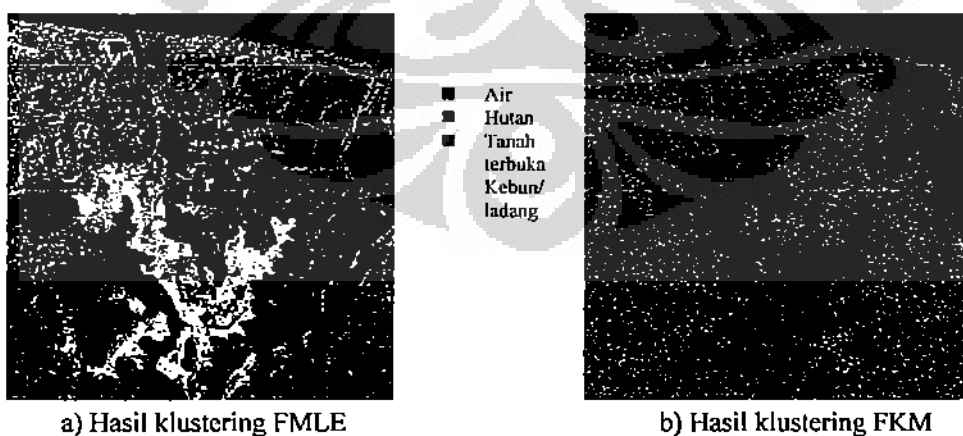 Air
Hutan
Tanah
terbuka
Kebun/
ladang
a) Hasil klustering FMLE
b) Hasil klustering FKM